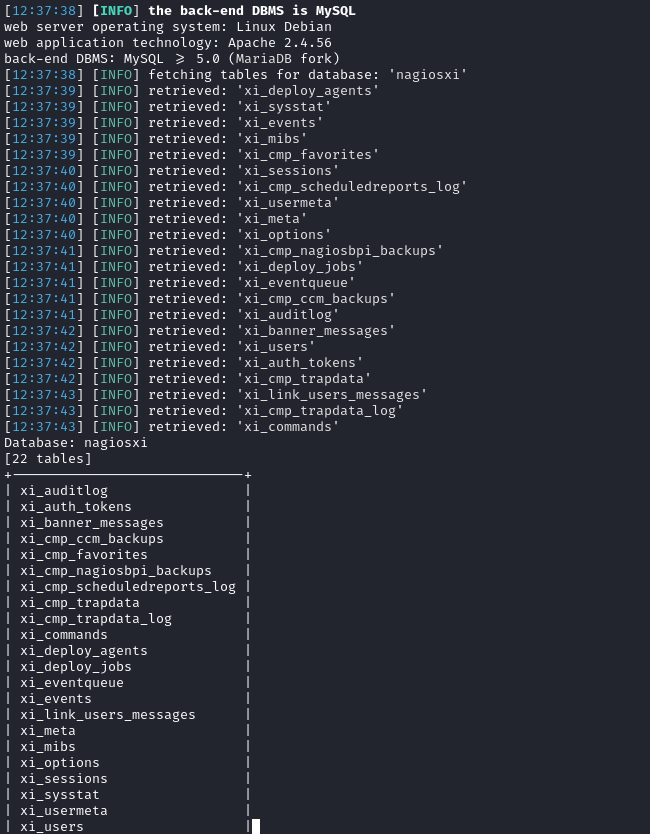 [12:37:38] [INFO] the back-end DBMS is MySQL
web server operating system: Linux Debian
web application technology: Apache 2.4.56
back-end DBMS: MySQL ≥ 5.0 (MariaDB fork)
[12:37:38] [INFO] fetching tables for database: 'nagiosxi'
[12:37:39] [INFO] retrieved: 'xi_deploy_agents'
[12:37:39] [INFO] retrieved: 'xi_sysstat'
[12:37:39] [INFO] retrieved: 'xi_events'
[12:37:39] [INFO] retrieved: 'xi_mibs'
[12:37:39] [INFO] retrieved: 'xi_cmp_favorites'
[12:37:40] [INFO] retrieved: 'xi_sessions'
[12:37:40] [INFO] retrieved: 'xi_cmp_scheduledreports_log'
[12:37:40] [INFO] retrieved: 'xi_usermeta'
[12:37:40] [INFO] retrieved: 'xi_meta'
[12:37:40] [INFO] retrieved: 'xi_options'
[12:37:41] [INFO] retrieved: 'xi_cmp_nagiosbpi_backups'
[12:37:41] [INFO] retrieved: 'xi_deploy_jobs'
[12:37:41] [INFO] retrieved: 'xi_eventqueue'
[12:37:41] [INFO] retrieved: 'xi_cmp_ccm_backups'
[12:37:41] [INFO] retrieved: 'xi_auditlog'
[12:37:42] [INFO] retrieved: 'xi_banner_messages'
[12:37:42] [INFO] retrieved: 'xi_users'
[12:37:42] [INFO] retrieved: 'xi_auth_tokens'
[12:37:42] [INFO] retrieved: 'xi_cmp_trapdata'
[12:37:43] [INFO] retrieved: 'xi_link_users_messages'
[12:37:43] [INFO] retrieved: 'xi_cmp_trapdata_log'
[12:37:43] [INFO] retrieved: 'xi_commands'
Database: nagiosxi
[22 tables]
+-----------------------------+
| xi_auditlog                 |
| xi_auth_tokens              |
| xi_banner_messages          |
| xi_cmp_ccm_backups          |
| xi_cmp_favorites            |
| xi_cmp_nagiosbpi_backups    |
| xi_cmp_scheduledreports_log |
| xi_cmp_trapdata             |
| xi_cmp_trapdata_log         |
| xi_commands                 |
| xi_deploy_agents            |
| xi_deploy_jobs              |
| xi_eventqueue               |
| xi_events                   |
| xi_link_users_messages      |
| xi_meta                     |
| xi_mibs                     |
| xi_options                  |
| xi_sessions                 |
| xi_sysstat                  |
| xi_usermeta                 |
| xi_users                    |